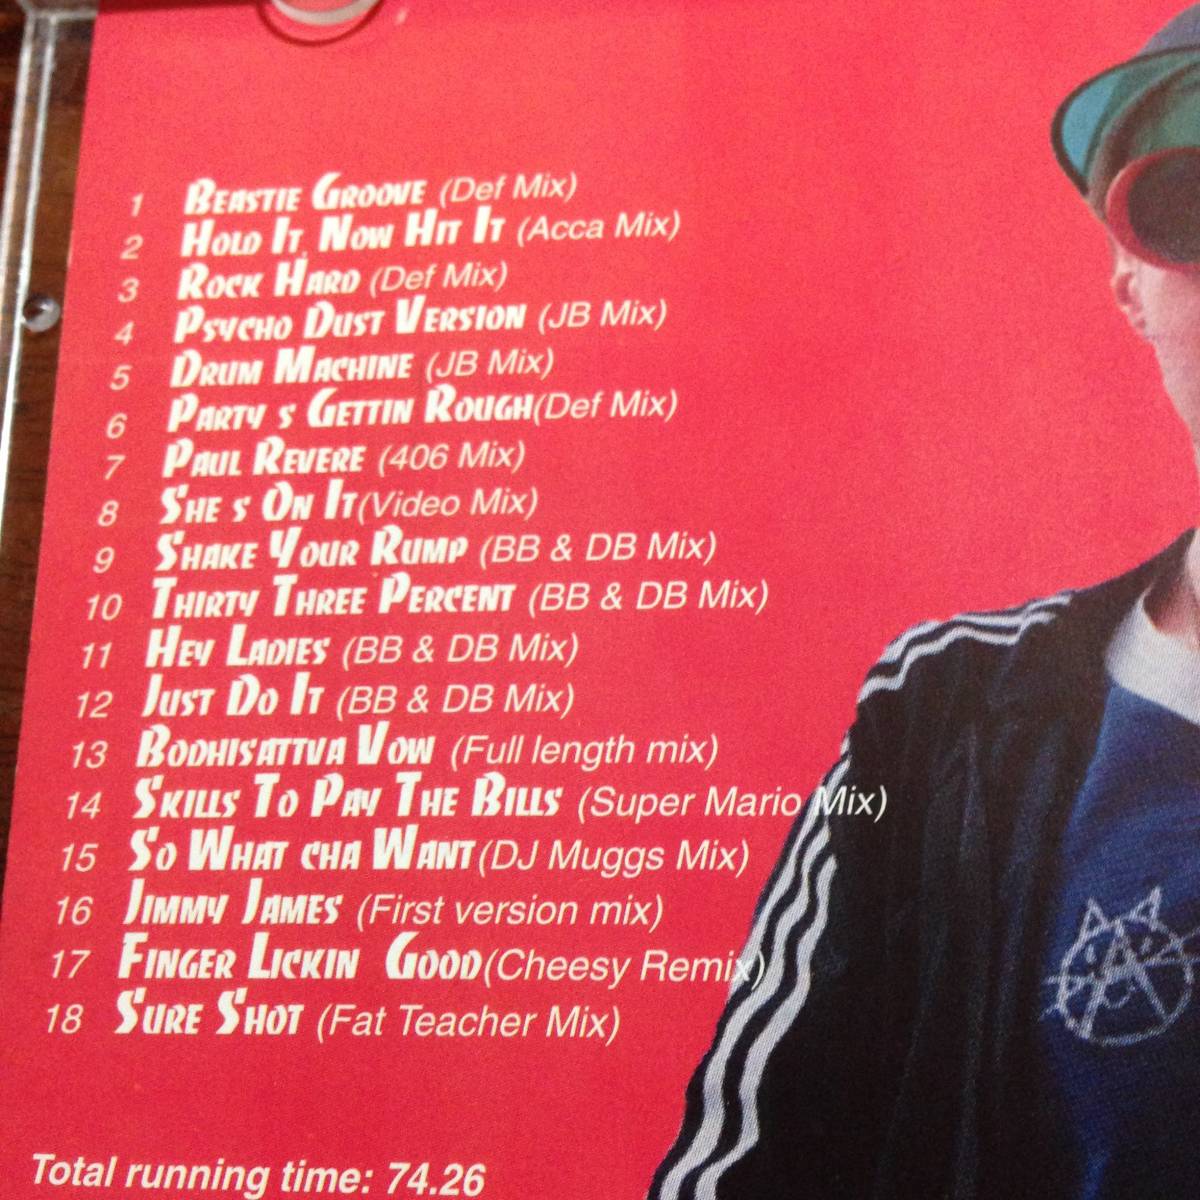 1 Beastie Groove (Def Mix)
2 Hold It, Now Hit It (Acca Mix)
3 Rock Hard (Def Mix)
4 Psycho Dust Version (JB Mix)
5 Drum Machine (JB Mix)
6 Party s Gettin Rough(Def Mix)
7 Paul Revere (406 Mix)
8 She s On It(Video Mix)
9 Shake Your Rump (BB & DB Mix)
10 Thirty Three Percent (BB & DB Mix)
11 Hey Ladies (BB & DB Mix)
12 Just Do It (BB & DB Mix)
13 Bodhisattva Vow (Full length mix)
14 Skills To Pay The Bills (Super Mario Mix)
15 So What cha Want(DJ Muggs Mix)
16 Jimmy James (First version mix)
17 Finger Lickin Good(Cheesy Remix)
18 Sure Shot (Fat Teacher Mix)
Total running time: 74.26